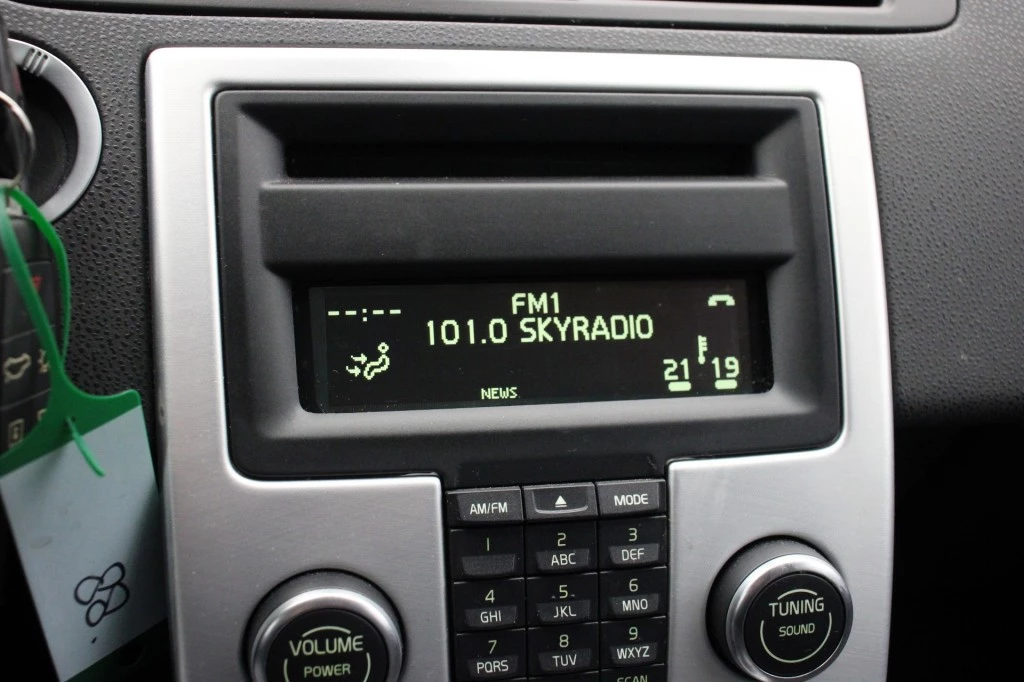 --:--
FM1
101.0 SKYRADIO
21 19
NEWS
AM/FM MODE
1 2 3
ABC DEF
4 5 6
GHI JKL MNO
7 8 9
PQRS TUV WXYZ
SCAN
VOLUME
POWER
TUNING
SOUND